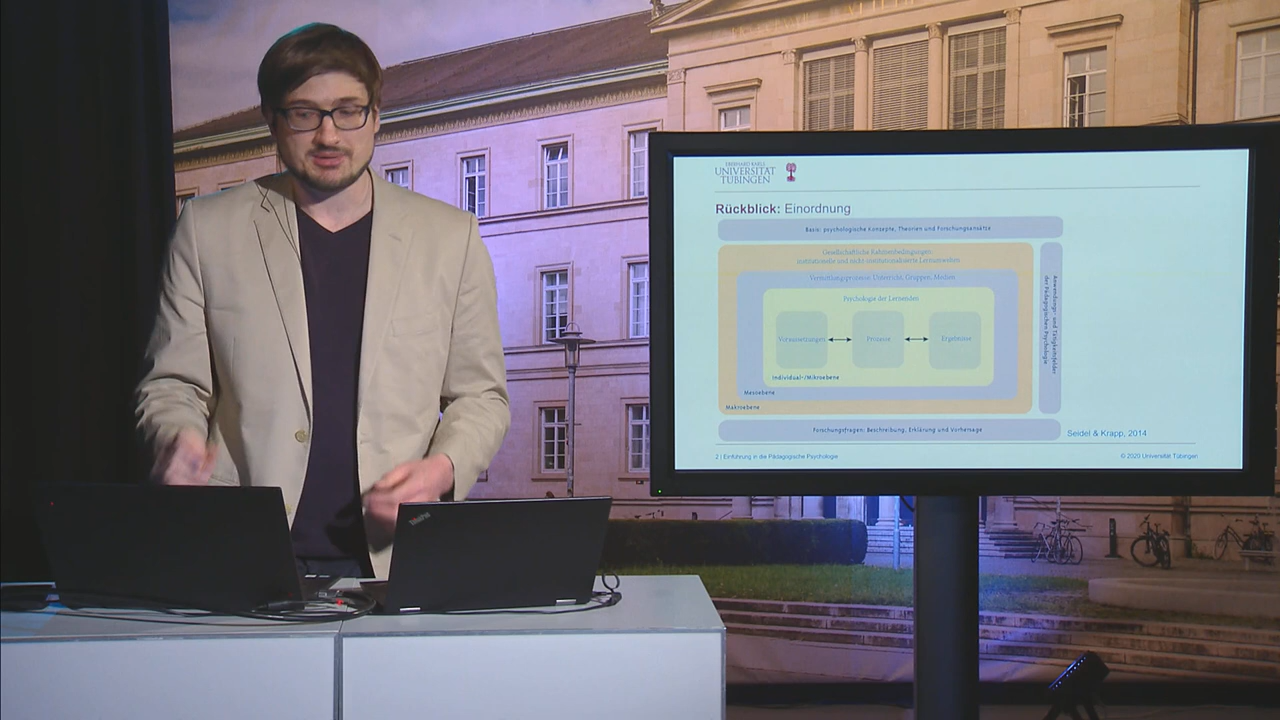 EBERHARD KARLS
UNIVERSITÄT
TÜBINGEN
Rückblick: Einordnung
Basis: psychologische Konzepte, Theorien und Forschungsansätze
Gesellschaftliche Rahmenbedingungen:
institutionelle und nicht-institutionalisierte Lernumwelten
Vermittlungsprozesse: Unterricht, Gruppen, Medien
Psychologie der Lernenden
Voraussetzungen
Prozesse
Ergebnisse
Individual-/Mikroebene
Mesoebene
Makroebene
Anwendungs- und Tätigkeitsfelder
der Pädagogischen Psychologie
Forschungsfragen: Beschreibung, Erklärung und Vorhersage
Seidel & Krapp, 2014
2 | Einführung in die Pädagogische Psychologie
© 2020 Universität Tübingen
ThinkPad